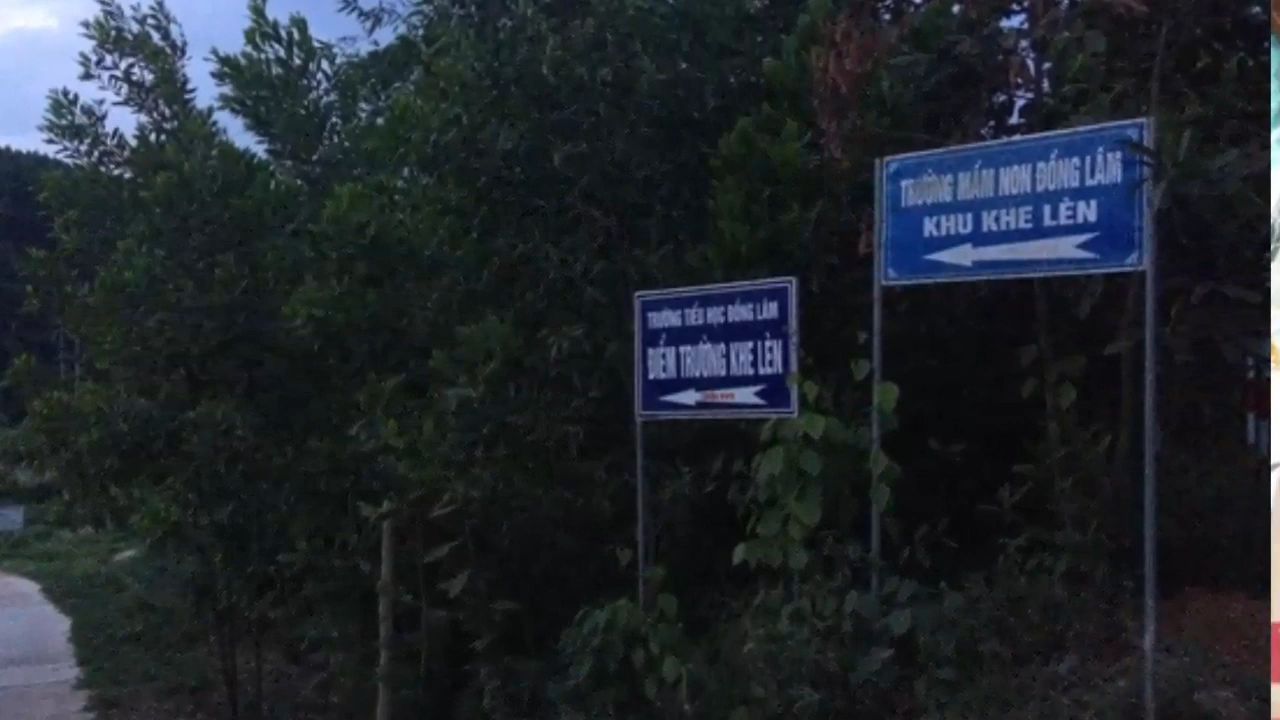 TRƯỜNG MẦM NON ĐỒNG LÂM
KHU KHE LÈN
TRƯỜNG TIỂU HỌC ĐỒNG LÂM
ĐIỂM TRƯỜNG KHE LÈN